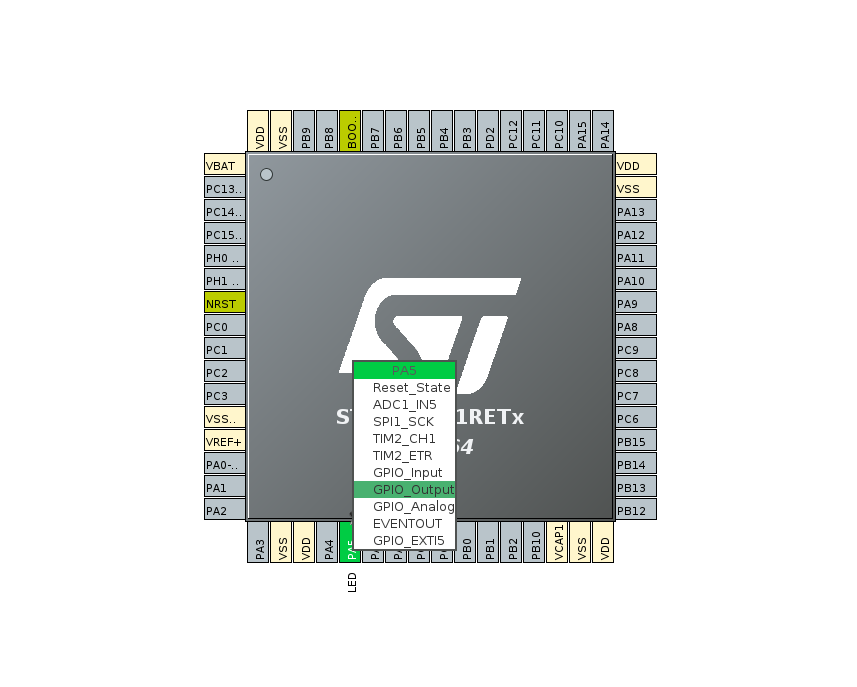 VDD
VSS
PB9
PB8
BOO..
PB7
PB6
PB5
PB4
PB3
PD2
PC12
PC11
PC10
PA15
PA14
VBAT
PC13..
PC14..
PC15..
PH0 ..
PH1 ..
NRST
PC0
PC1
PC2
PC3
VSS..
VREF+
PA0-..
PA1
PA2
VDD
VSS
PA13
PA12
PA11
PA10
PA9
PA8
PC9
PC8
PC7
PC6
PB15
PB14
PB13
PB12
ST
1RETx
64
PA5
Reset_State
ADC1_IN5
SPI1_SCK
TIM2_CH1
TIM2_ETR
GPIO_Input
GPIO_Output
GPIO_Analog
EVENTOUT
GPIO_EXTI5
PA3
VSS
VDD
PA4
PA5
PB0
PB1
PB2
PB10
VCAP1
VSS
VDD
LED